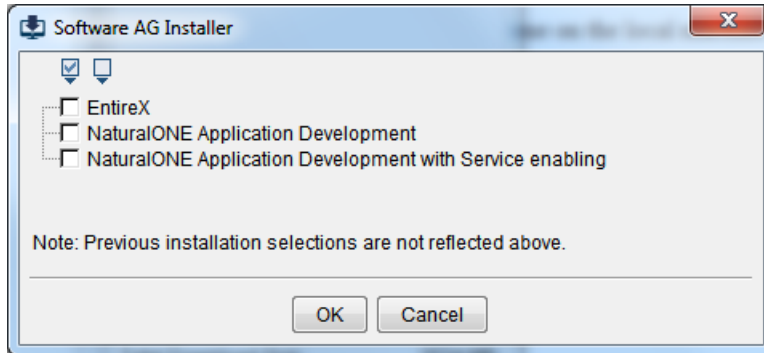 Software AG Installer
EntireX
NaturalONE Application Development
NaturalONE Application Development with Service enabling
Note: Previous installation selections are not reflected above.
OK Cancel